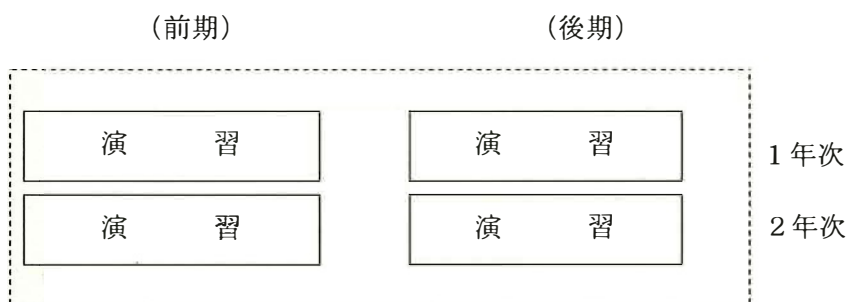 (前期) (後期)
演 習 演 習 1年次
演 習 演 習 2年次